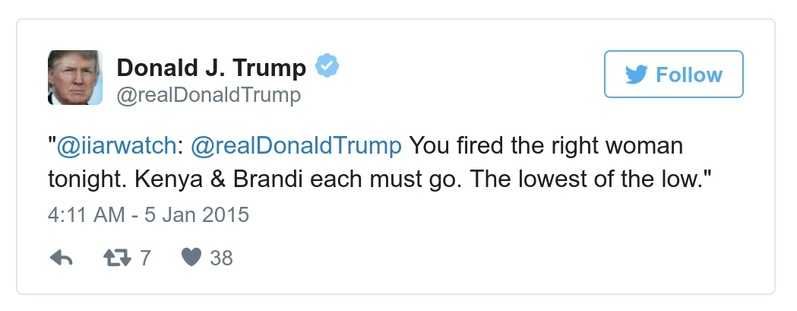 Donald J. Trump
@realDonaldTrump
Follow
"@iiarwatch: @realDonaldTrump You fired the right woman
tonight. Kenya & Brandi each must go. The lowest of the low."
4:11 AM - 5 Jan 2015
7 38